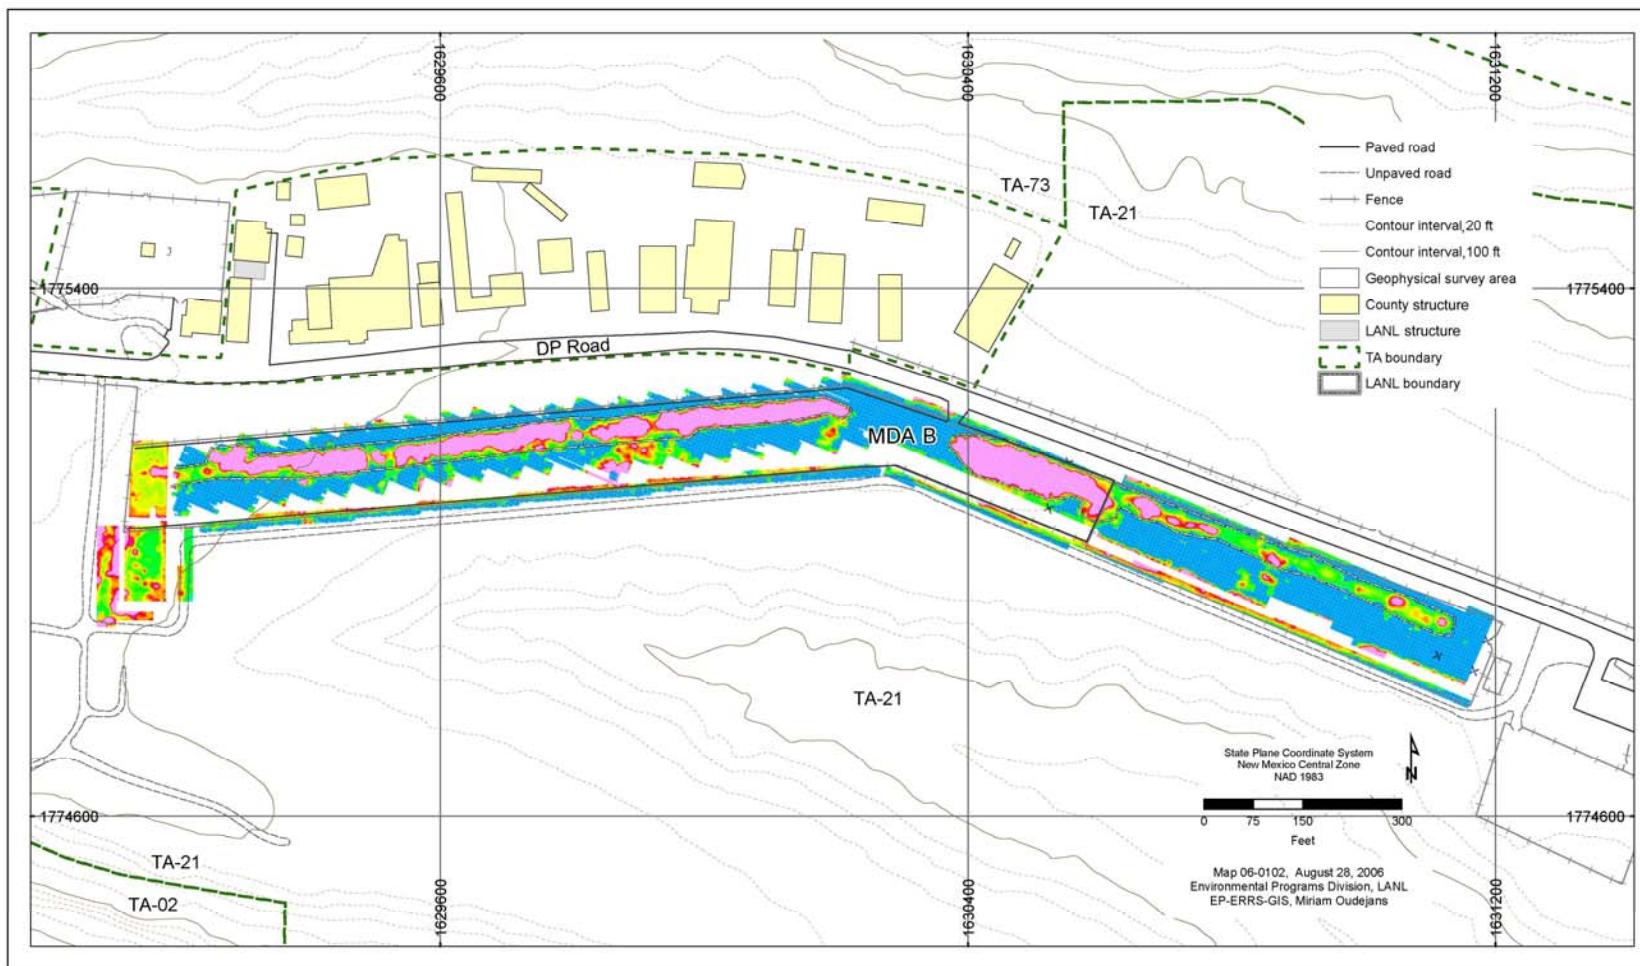 1629600
1630400
1631200
TA-73
TA-21
Paved road
Unpaved road
Fence
Contour interval,20 ft
Contour interval,100 ft
Geophysical survey area
County structure
LANL structure
TA boundary
LANL boundary
1775400
1775400
DP Road
MDA B
TA-21
State Plane Coordinate System
New Mexico Central Zone
NAD 1983
N
0 75 150 300
Feet
1774600
1774600
TA-21
TA-02
Map 06-0102, August 28, 2006
Environmental Programs Division, LANL
EP-ERRS-GIS, Miriam Oudejans
1629600
1630400
1631200